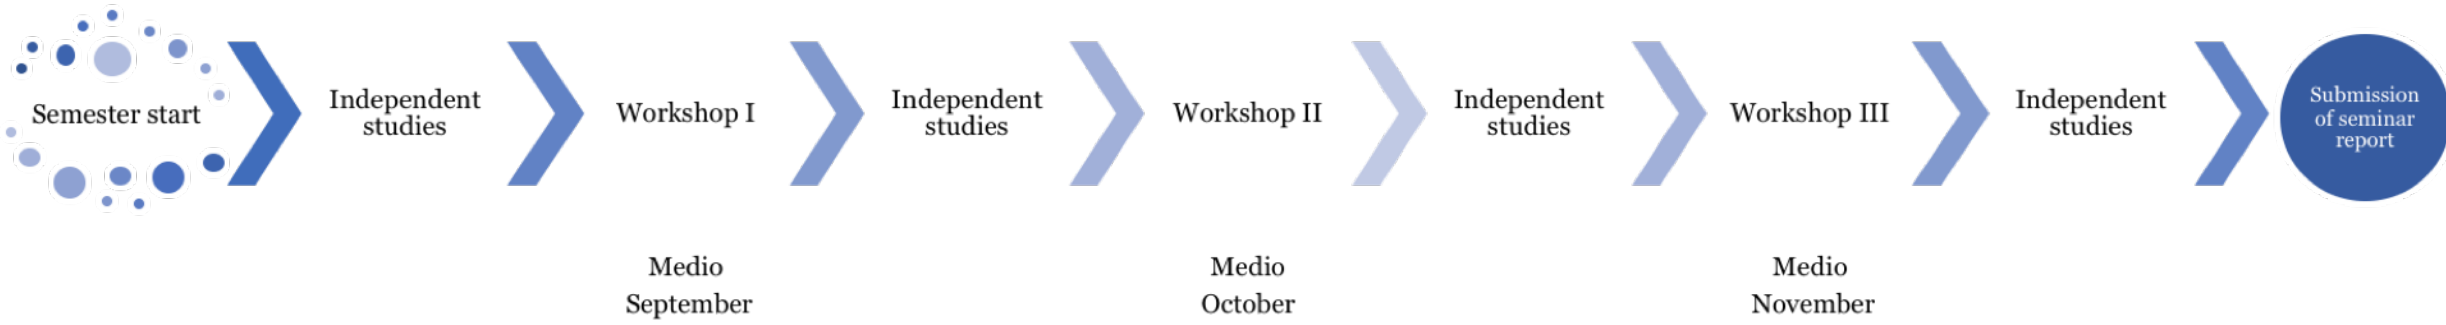 Semester start
Independent
studies
Workshop I
Independent
studies
Workshop II
Independent
studies
Workshop III
Independent
studies
Submission
of seminar
report
Medio
September
Medio
October
Medio
November